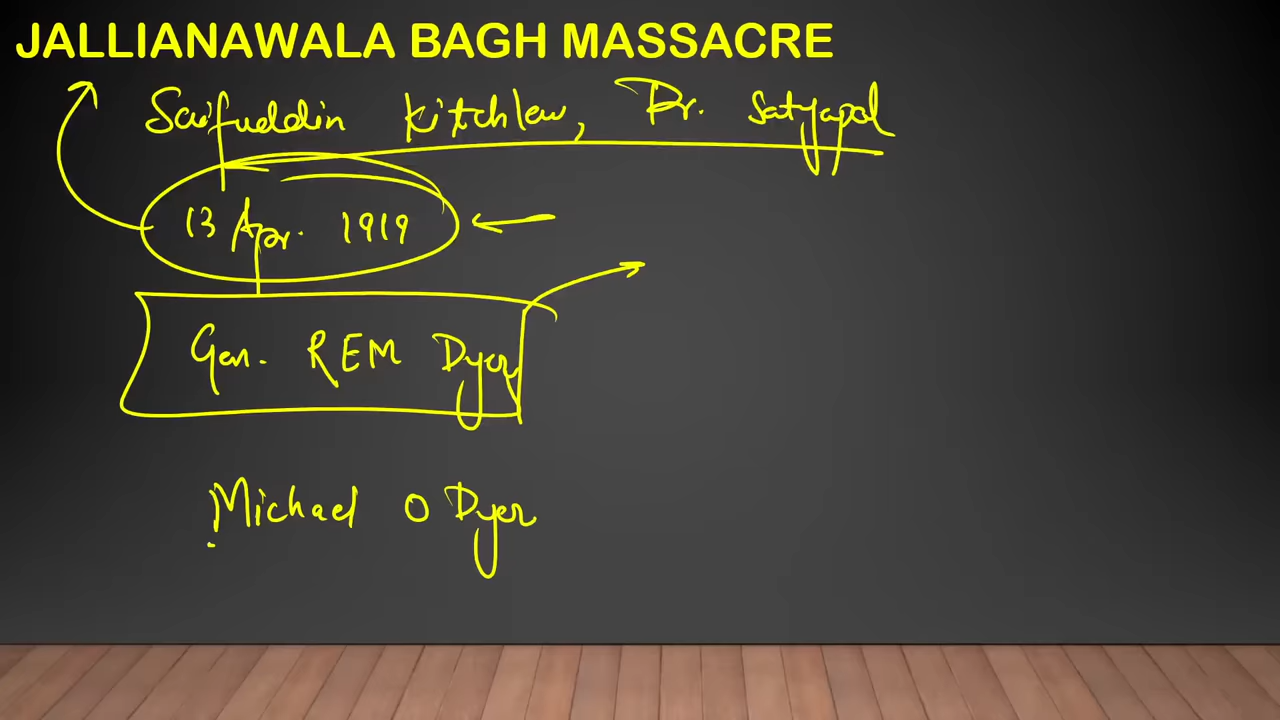 JALLIANAWALA BAGH MASSACRE
Saifuddin Kitchlew, Dr. Satyapal
13 Apr. 1919
Gen. REM Dyer
Michael O Dyer